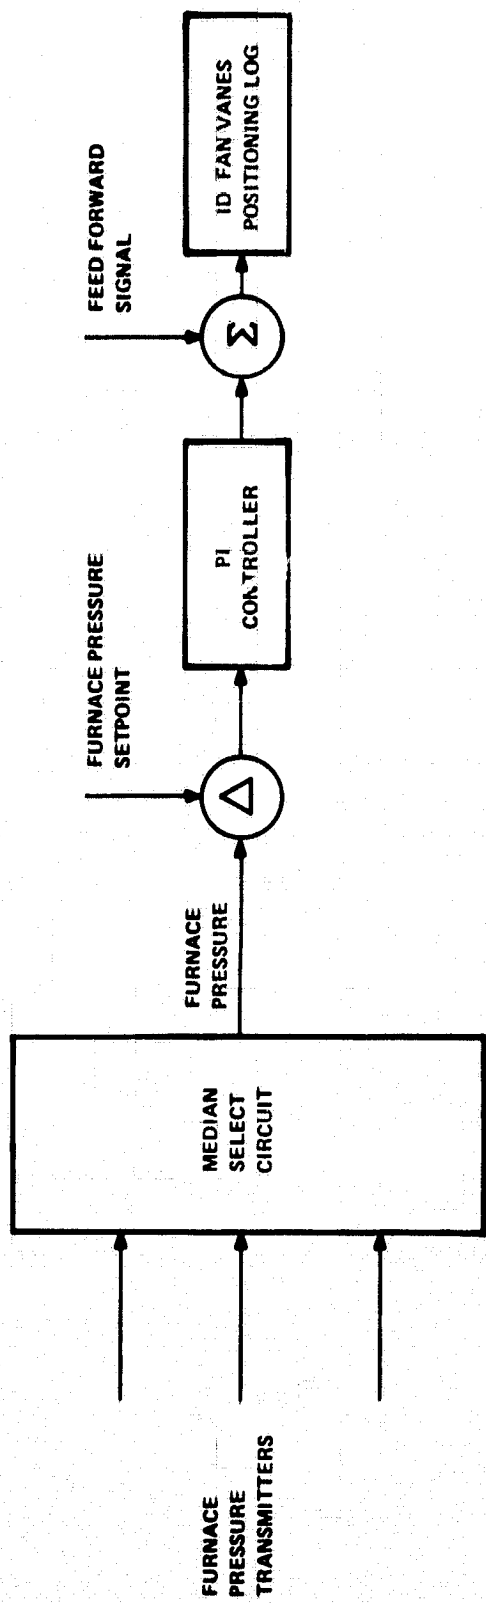 FURNACE
PRESSURE
TRANSMITTERS
MEDIAN
SELECT
CIRCUIT
FURNACE
PRESSURE
FURNACE PRESSURE
SETPOINT
Δ
PI
CONTROLLER
FEED FORWARD
SIGNAL
Σ
ID FAN VANES
POSITIONING LOG